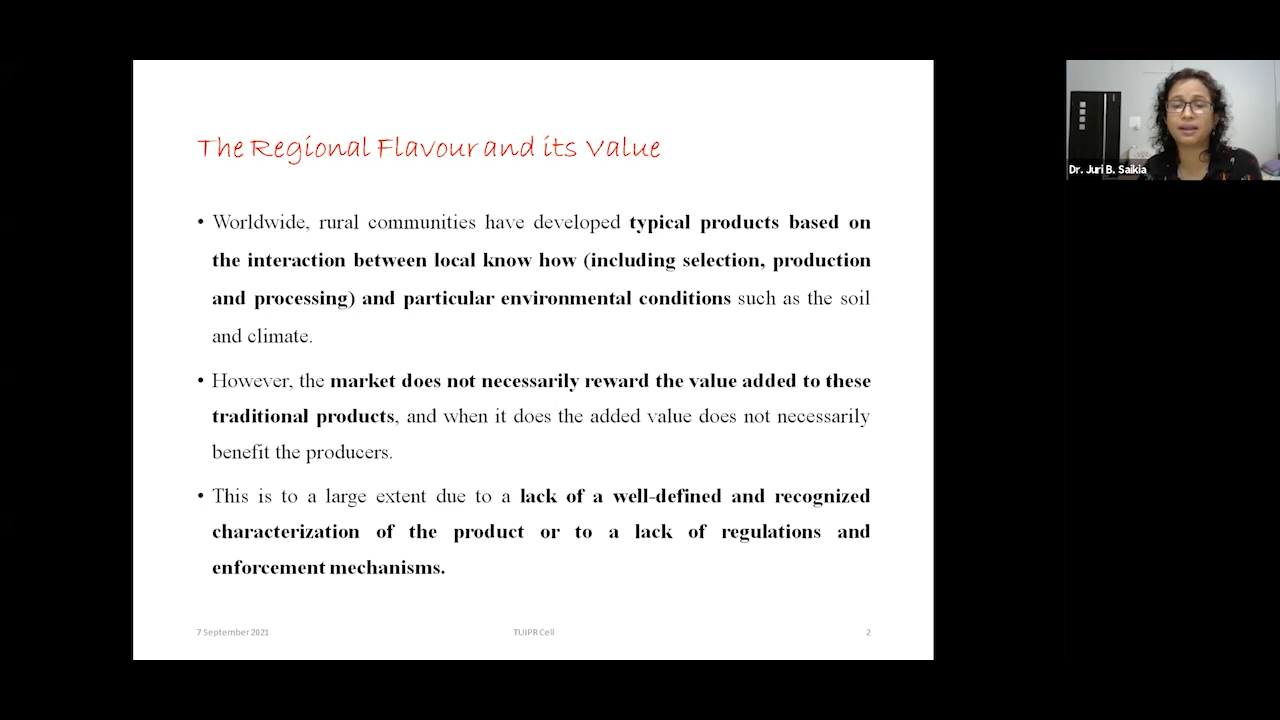 The Regional Flavour and its Value
• Worldwide, rural communities have developed typical products based on
the interaction between local know how (including selection, production
and processing) and particular environmental conditions such as the soil
and climate.
• However, the market does not necessarily reward the value added to these
traditional products, and when it does the added value does not necessarily
benefit the producers.
• This is to a large extent due to a lack of a well-defined and recognized
characterization of the product or to a lack of regulations and
enforcement mechanisms.
7 September 2021
TUIPR Cell
2
Dr. Juri B. Saikia